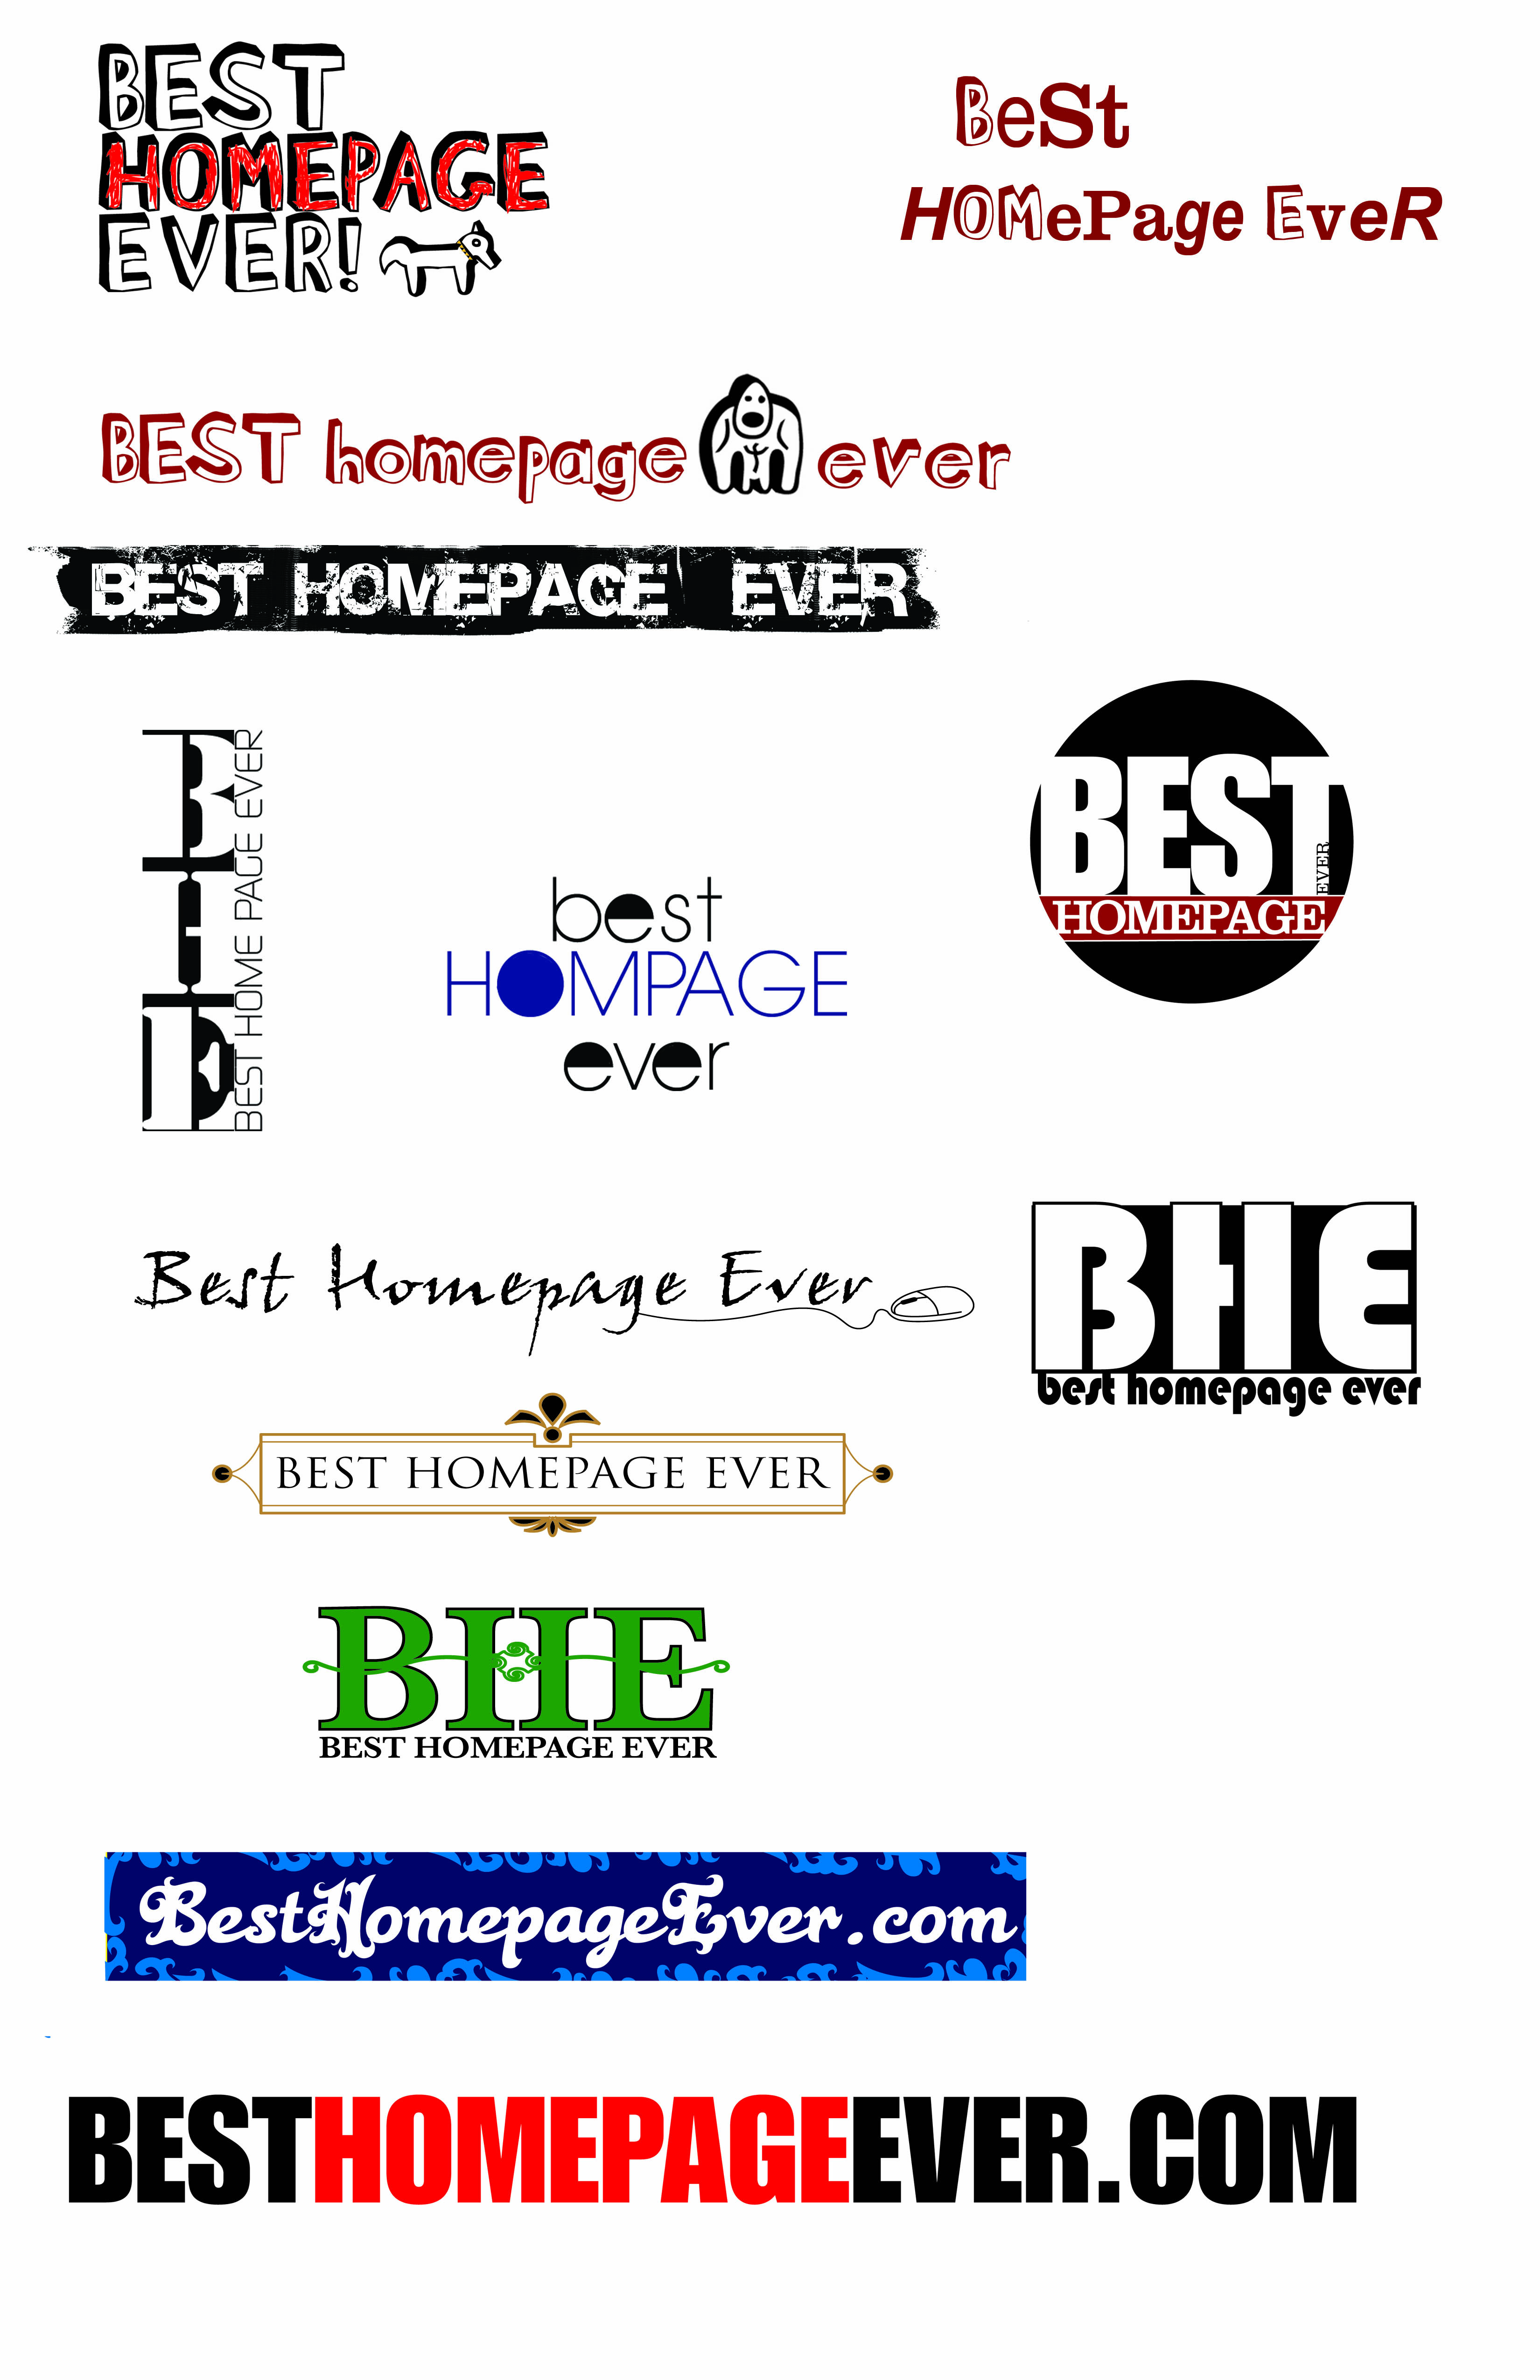 BEST
HOMEPAGE
EVER!
BeSt
HOMePage EveR
BEST homepage ever
BEST HOMEPAGE EVER
BHE
BEST HOME PAGE EVER
best
HOMPAGE
ever
BEST
EVER
HOMEPAGE
Best Homepage Ever
BHE
best homepage ever
BEST HOMEPAGE EVER
BHE
BEST HOMEPAGE EVER
BestHomepageEver.com
BESTHOMEPAGEEVER.COM